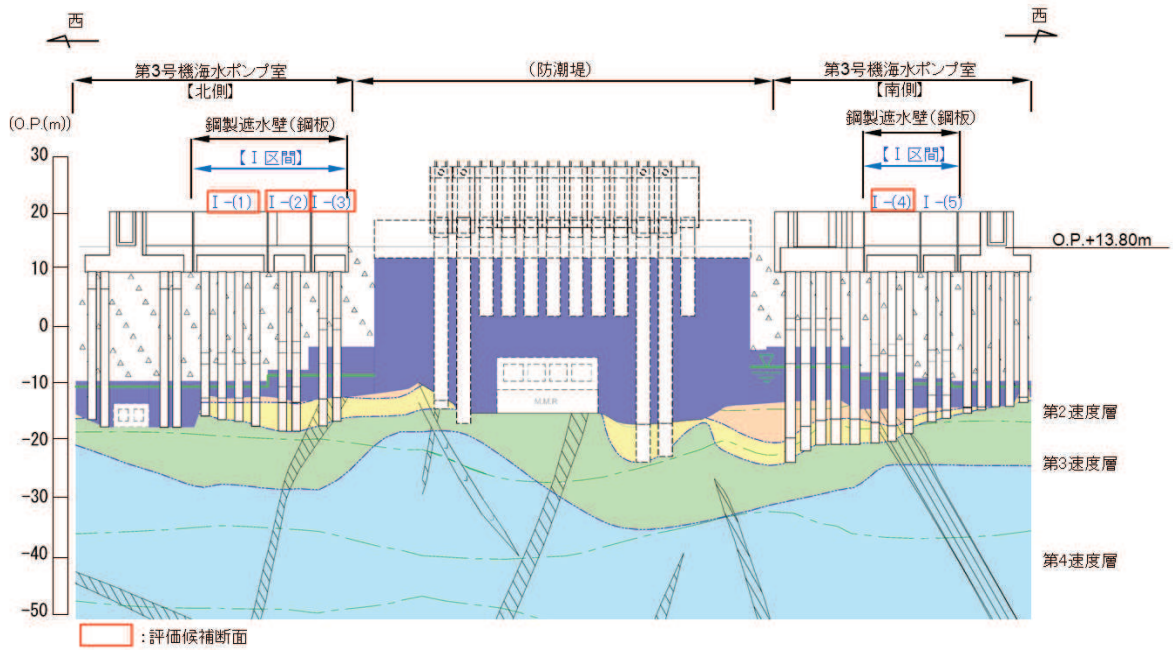 西
西
第3号機海水ポンプ室
【北側】
(防潮堤)
第3号機海水ポンプ室
【南側】
(O.P.(m))
鋼製遮水壁(鋼板)
鋼製遮水壁(鋼板)
【Ⅰ区間】
【Ⅰ区間】
Ⅰ-(1)
Ⅰ-(2)
Ⅰ-(3)
Ⅰ-(4)
Ⅰ-(5)
30
20
10
0
-10
-20
-30
-40
-50
O.P.+13.80m
M.M.R
第2速度層
第3速度層
第4速度層
:評価候補断面